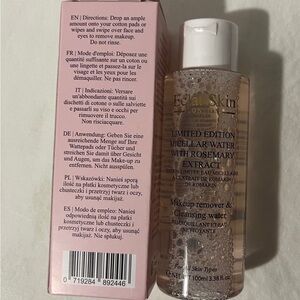 EN | Directions: Drop an ample
amount onto your cotton pads or
wipes and swipe over face and
eyes to remove makeup.
Do not rinse.
FR | Mode d'emploi: Déposez une
quantité suffisante sur un coton ou
une lingette et passez-la sur le
visage et les yeux pour les
démaquiller. Ne pas rincer.
IT | Indicazioni: Versare
un'abbondante quantità sui
dischetti di cotone o sulle salviette
e passarli su viso e occhi per
rimuovere il trucco.
Non risciacquare.
DE | Anwendung: Geben Sie eine
ausreichende Menge auf Ihre
Wattepads oder Tücher und
streichen Sie damit über Gesicht
und Augen, um das Make-up zu
entfernen. Nicht ausspülen.
PL | Nakładanie: Nanieś sporą
ilość na płatki kosmetyczne lub
chusteczki i przetrzyj twarz i oczy,
aby usunąć makijaż.
ES | Modo de empleo: Nanieś
odpowiednią ilość na płatki
kosmetyczne lub chusteczki i
przetrzyj twarz i oczy, aby usunąć
makijaż. Nie spłukuj.
0 719284 892446
Skin
LIMITED EDITION
MICELLAR WATER
WITH ROSEMARY
EXTRACT
Makeup remover &
Cleansing water
Skin Types
100ml 3.38 fl.oz